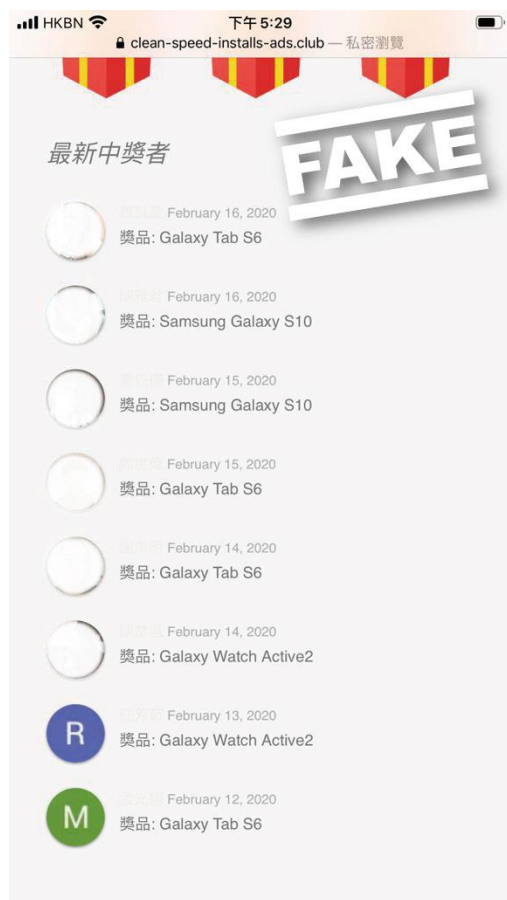 HKBN 下午5:29
clean-speed-installs-ads.club — 私密瀏覽
FAKE
最新中獎者
February 16, 2020
獎品: Galaxy Tab S6
February 16, 2020
獎品: Samsung Galaxy S10
February 15, 2020
獎品: Samsung Galaxy S10
February 15, 2020
獎品: Galaxy Tab S6
February 14, 2020
獎品: Galaxy Tab S6
February 14, 2020
獎品: Galaxy Watch Active2
R
February 13, 2020
獎品: Galaxy Watch Active2
M
February 12, 2020
獎品: Galaxy Tab S6